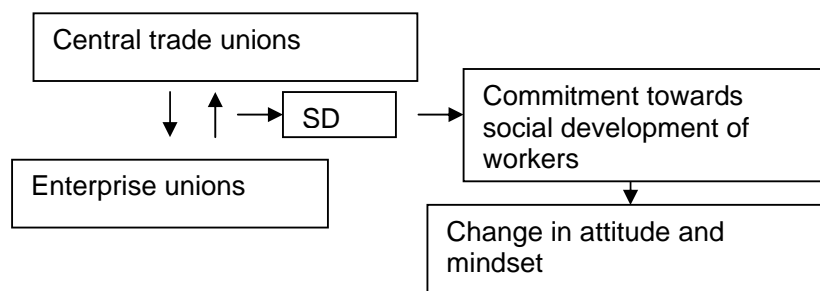 Central trade unions
SD
Commitment towards
social development of
workers
Enterprise unions
Change in attitude and
mindset